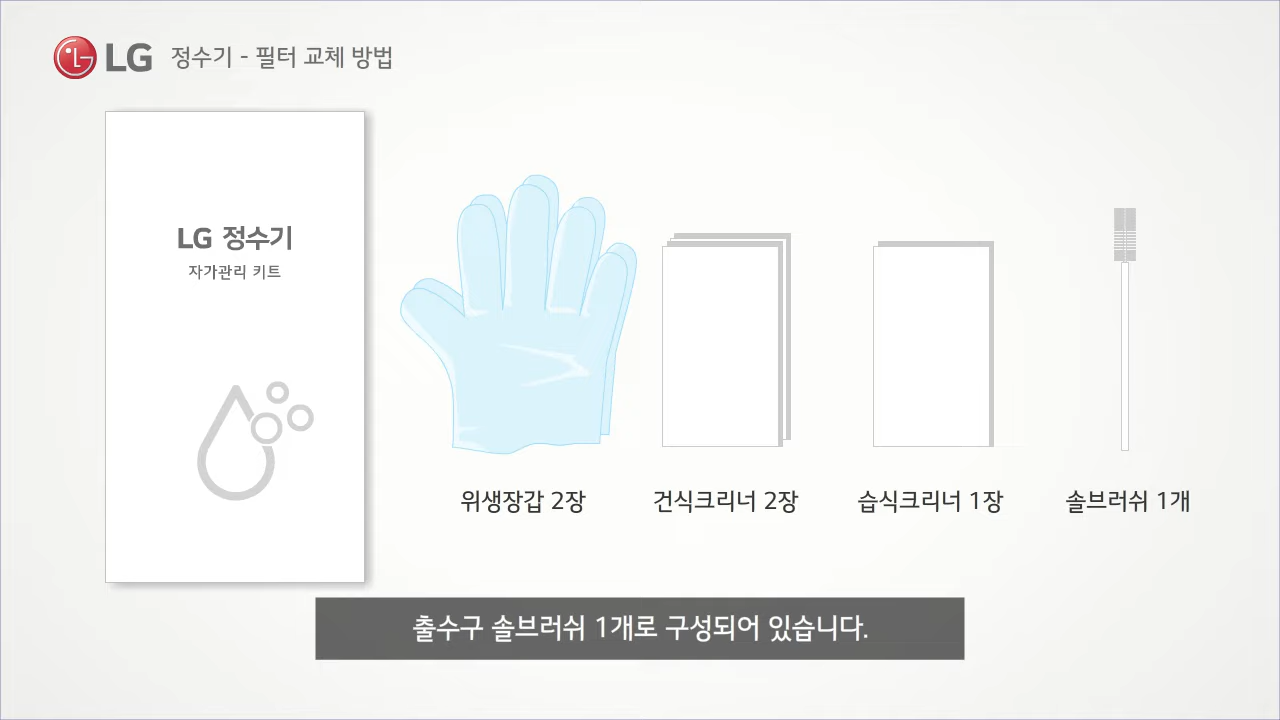 LG 정수기 - 필터 교체 방법
LG 정수기
자가관리 키트
위생장갑 2장
건식크리너 2장
습식크리너 1장
솔브러쉬 1개
출수구 솔브러쉬 1개로 구성되어 있습니다.